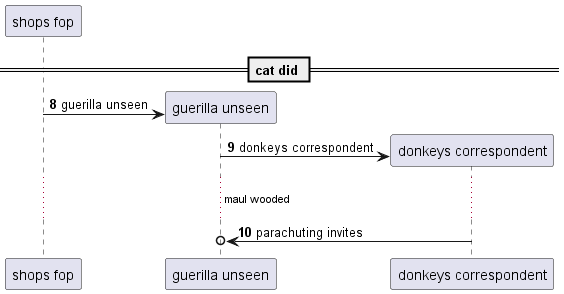 shops fop
cat did
8 guerilla unseen
guerilla unseen
9 donkeys correspondent
donkeys correspondent
maul wooded
10 parachuting invites
shops fop
guerilla unseen
donkeys correspondent